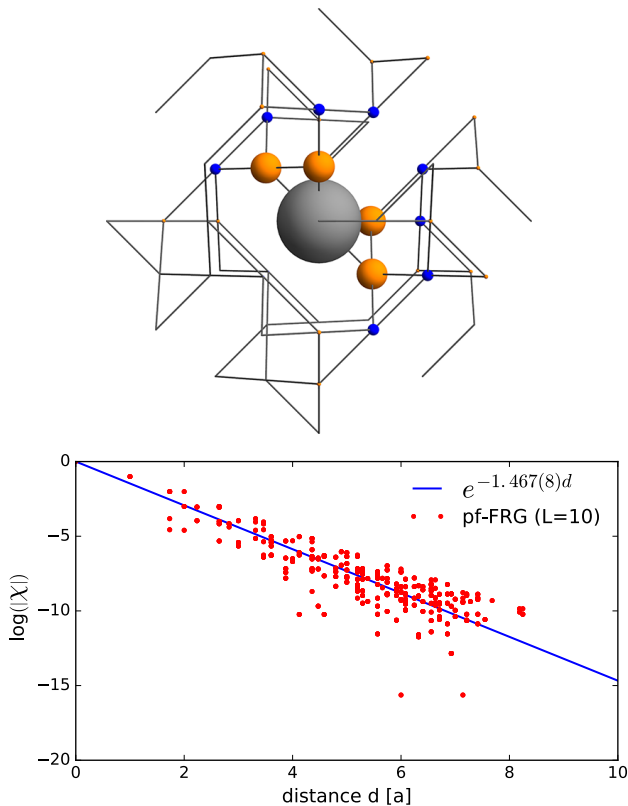 0
−5
−10
−15
−20
log(|χ|)
e^{−1.467(8)d}
pf-FRG (L=10)
0 2 4 6 8 10
distance d [a]